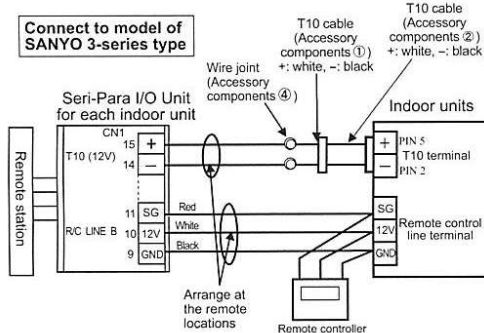 Connect to model of
SANYO 3-series type
T10 cable
(Accessory
components ①)
+: white, –: black
T10 cable
(Accessory
components ②)
+: white, –: black
Wire joint
(Accessory
components ④)
Seri-Para I/O Unit
for each indoor unit
Indoor units
Remote station
CN1
T10 (12V)
15 +
14 –
+ PIN 5
T10 terminal
– PIN 2
R/C LINE B
11 SG Red
10 12V White
9 GND Black
SG
12V
GND
Remote control
line terminal
Arrange at
the remote
locations
Remote controller